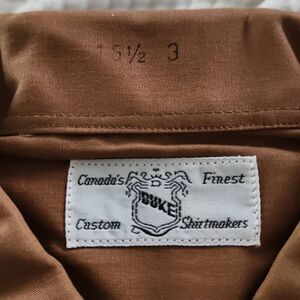 15½ 3
Canada's Finest
DUKE
Custom Shirtmakers